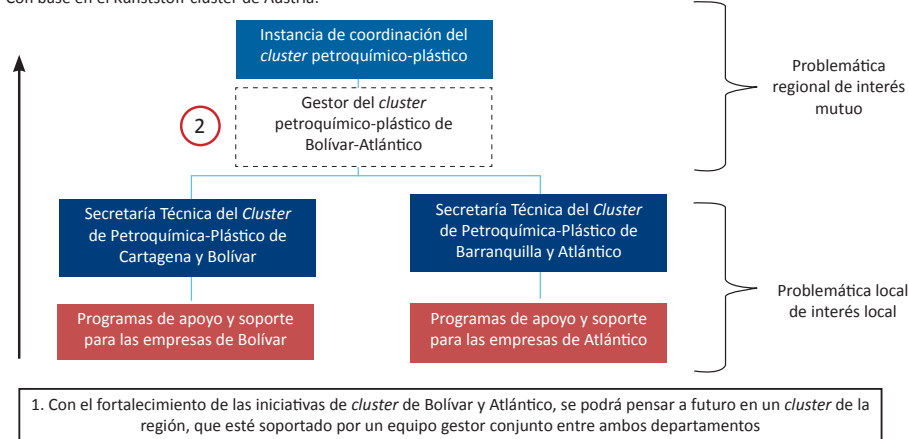 Con base en el Kunststoff cluster de Austria.
Instancia de coordinación del
cluster petroquímico-plástico
Problemática
regional de interés
mutuo
Gestor del cluster
petroquímico-plástico de
Bolívar-Atlántico
2
Secretaría Técnica del Cluster
de Petroquímica-Plástico de
Cartagena y Bolívar
Secretaría Técnica del Cluster
de Petroquímica-Plástico de
Barranquilla y Atlántico
Problemática local
de interés local
Programas de apoyo y soporte
para las empresas de Bolívar
Programas de apoyo y soporte
para las empresas de Atlántico
1. Con el fortalecimiento de las iniciativas de cluster de Bolívar y Atlántico, se podrá pensar a futuro en un cluster de la
región, que esté soportado por un equipo gestor conjunto entre ambos departamentos